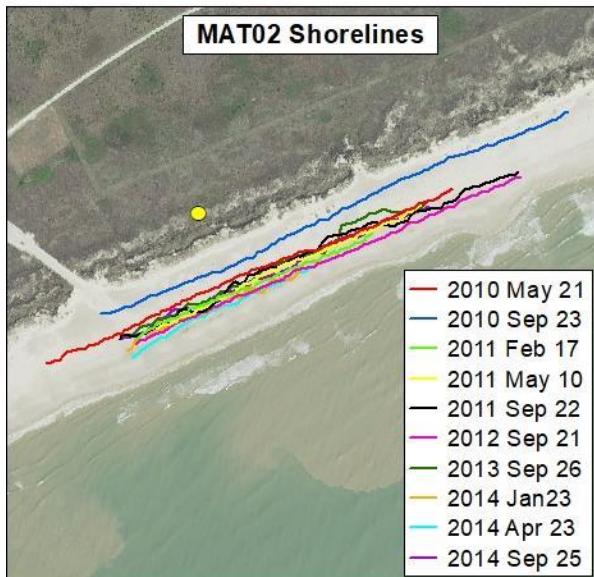 MAT02 Shorelines
2010 May 21
2010 Sep 23
2011 Feb 17
2011 May 10
2011 Sep 22
2012 Sep 21
2013 Sep 26
2014 Jan23
2014 Apr 23
2014 Sep 25